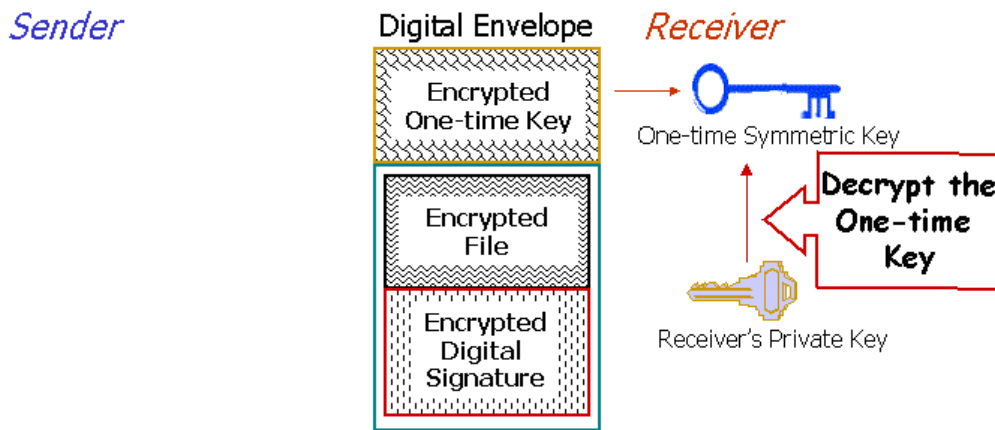 Sender
Digital Envelope
Receiver
Encrypted
One-time Key
One-time Symmetric Key
Decrypt the
One-time
Key
Encrypted
File
Receiver's Private Key
Encrypted
Digital
Signature